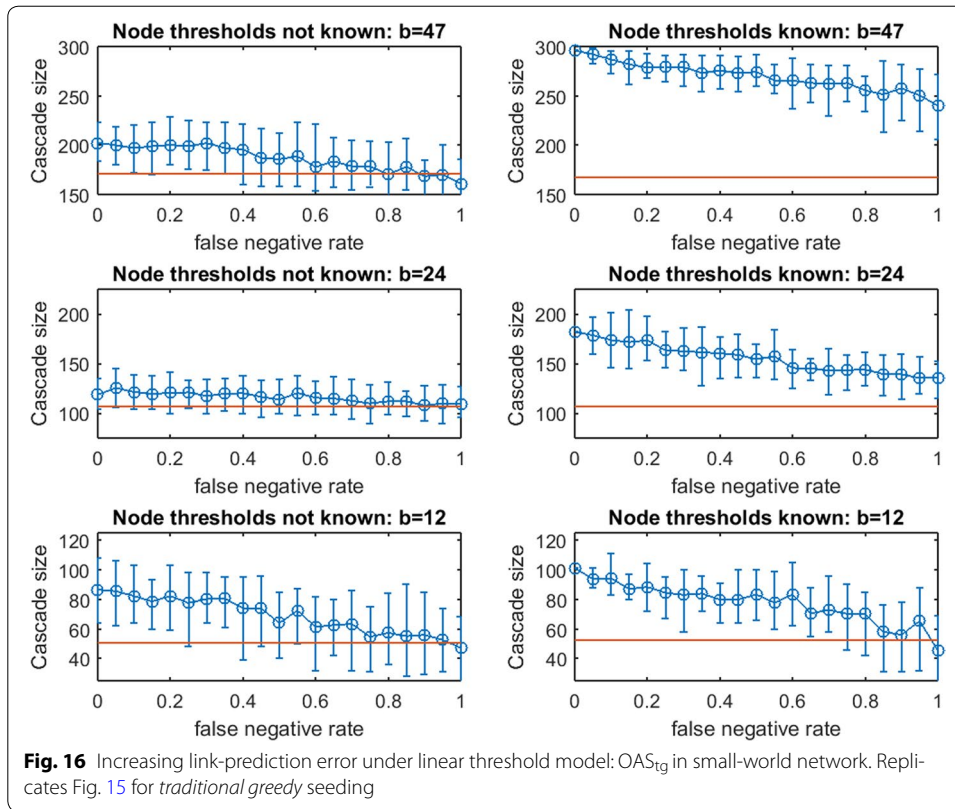 Node thresholds not known: b=47
Cascade size
300
250
200
150
0 0.2 0.4 0.6 0.8 1
false negative rate
Node thresholds known: b=47
Cascade size
300
250
200
150
0 0.2 0.4 0.6 0.8 1
false negative rate
Node thresholds not known: b=24
Cascade size
200
150
100
0 0.2 0.4 0.6 0.8 1
false negative rate
Node thresholds known: b=24
Cascade size
200
150
100
0 0.2 0.4 0.6 0.8 1
false negative rate
Node thresholds not known: b=12
Cascade size
120
100
80
60
40
0 0.2 0.4 0.6 0.8 1
false negative rate
Node thresholds known: b=12
Cascade size
120
100
80
60
40
0 0.2 0.4 0.6 0.8 1
false negative rate
Fig. 16 Increasing link-prediction error under linear threshold model: OAStg in small-world network. Repli-
cates Fig. 15 for traditional greedy seeding